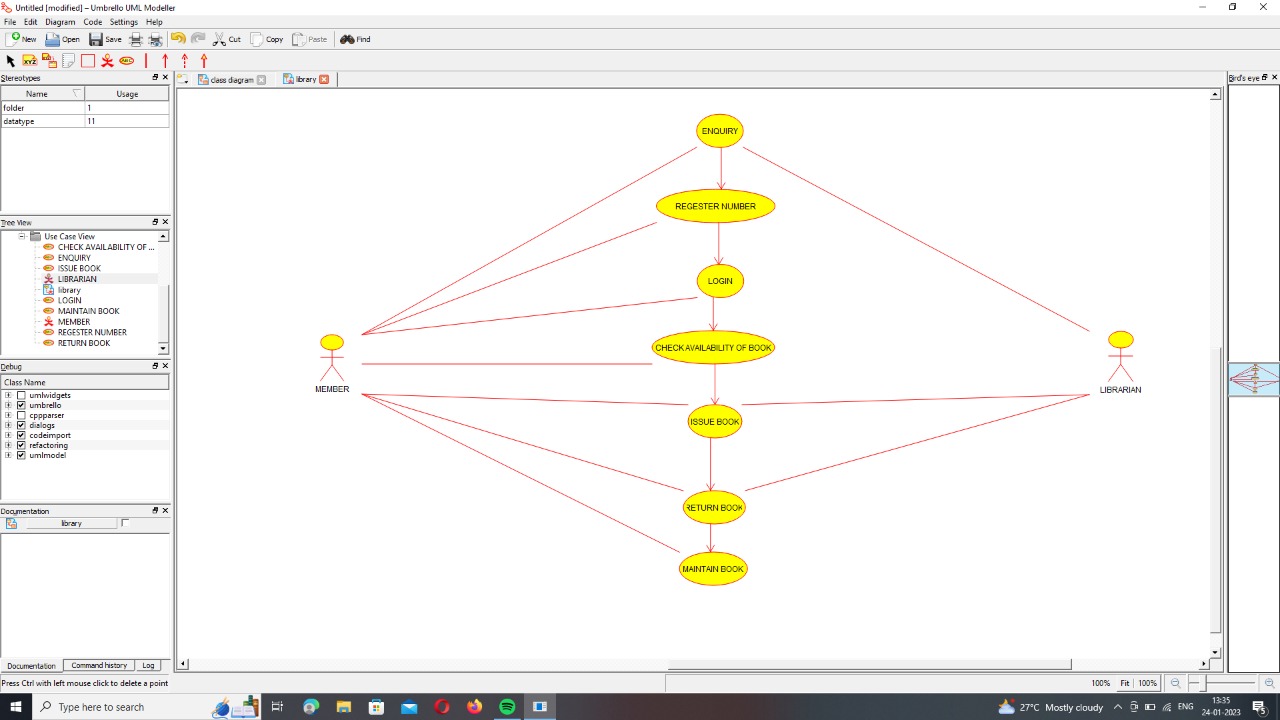 Untitled [modified] – Umbrello UML Modeller
File Edit Diagram Code Settings Help
New Open Save Cut Copy Paste Find
XYZ ABC
Stereotypes
Name Usage
folder 1
datatype 11
Tree View
Use Case View
CHECK AVAILABILITY OF ...
ENQUIRY
ISSUE BOOK
LIBRARIAN
library
LOGIN
MAINTAIN BOOK
MEMBER
REGESTER NUMBER
RETURN BOOK
Debug
Class Name
umlwidgets
umbrello
cppparser
dialogs
codeimport
refactoring
umlmodel
Documentation
library
Documentation Command history Log
Press Ctrl with left mouse click to delete a point
class diagram library
ENQUIRY
REGESTER NUMBER
LOGIN
CHECK AVAILABILITY OF BOOK
MEMBER
LIBRARIAN
ISSUE BOOK
RETURN BOOK
MAINTAIN BOOK
Bird's eye
100% Fit 100%
Type here to search
27°C Mostly cloudy
ENG
13:35
24-01-2023